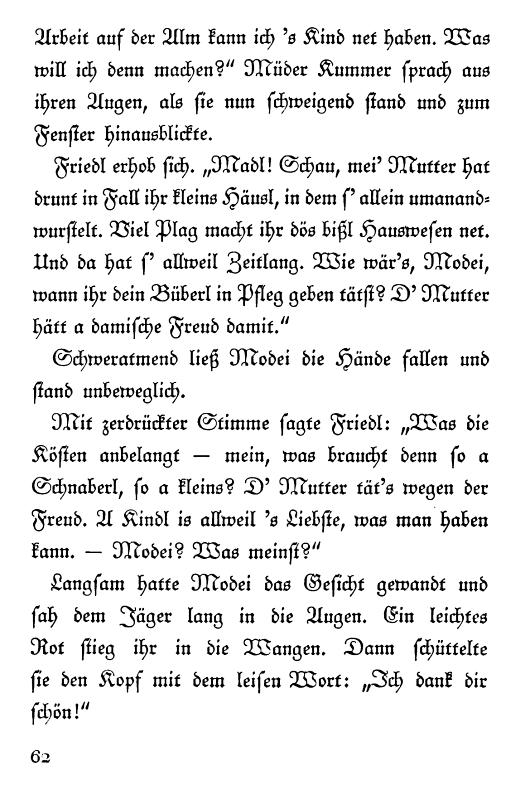 Arbeit auf der Alm kann ich 's Kind net haben. Was
will ich denn machen?“ Müder Kummer sprach aus
ihren Augen, als sie nun schweigend stand und zum
Fenster hinausblickte.
Friedl erhob sich. „Madl! Schau, mei' Mutter hat
drunt in Fall ihr kleins Häusl, in dem s' allein umanand-
wurstelt. Viel Plag macht ihr dös bißl Hauswesen net.
Und da hat s' allweil Zeitlang. Wie wär's, Modei,
wann ihr dein Büberl in Pfleg geben tätst? D' Mutter
hätt a damische Freud damit.“
Schweratmend ließ Modei die Hände fallen und
stand unbeweglich.
Mit zerdrückter Stimme sagte Friedl: „Was die
Kösten anbelangt — mein, was braucht denn so a
Schnaberl, so a kleins? D' Mutter tät's wegen der
Freud. A Kindl is allweil 's Liebste, was man haben
kann. — Modei? Was meinst?“
Langsam hatte Modei das Gesicht gewandt und
sah dem Jäger lang in die Augen. Ein leichtes
Rot stieg ihr in die Wangen. Dann schüttelte
sie den Kopf mit dem leisen Wort: „Ich dank dir
schön!“
62